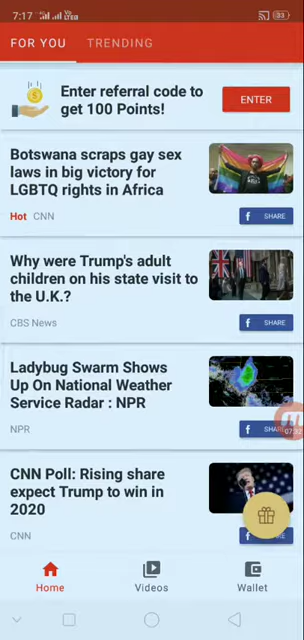 7:17
33
FOR YOU TRENDING
Enter referral code to
get 100 Points!
ENTER
Botswana scraps gay sex
laws in big victory for
LGBTQ rights in Africa
Hot CNN
f SHARE
Why were Trump's adult
children on his state visit to
the U.K.?
CBS News
f SHARE
Ladybug Swarm Shows
Up On National Weather
Service Radar : NPR
NPR
f
07:32
CNN Poll: Rising share
expect Trump to win in
2020
CNN
f
Home Videos Wallet